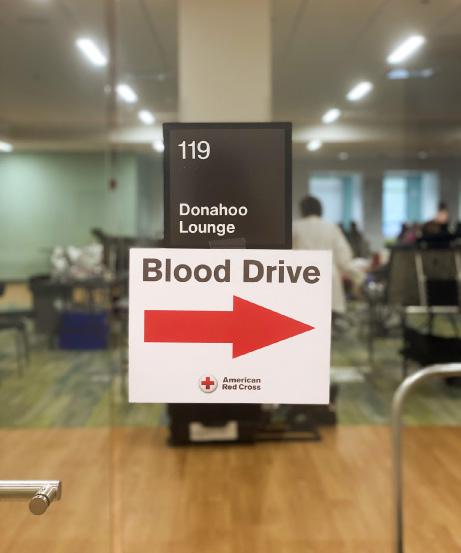 119
Donahoo
Lounge
Blood Drive
American
Red Cross